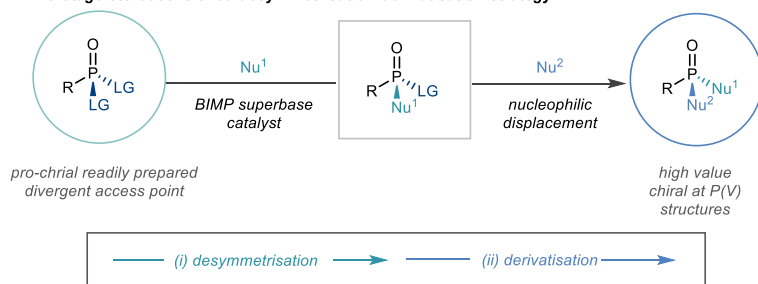 O
P
R
LG
LG
Nu1
BIMP superbase
catalyst
O
P
R
LG
Nu1
Nu2
nucleophilic
displacement
O
P
R
Nu1
Nu2
pro-chrial readily prepared
divergent access point
high value
chiral at P(V)
structures
(i) desymmetrisation
(ii) derivatisation